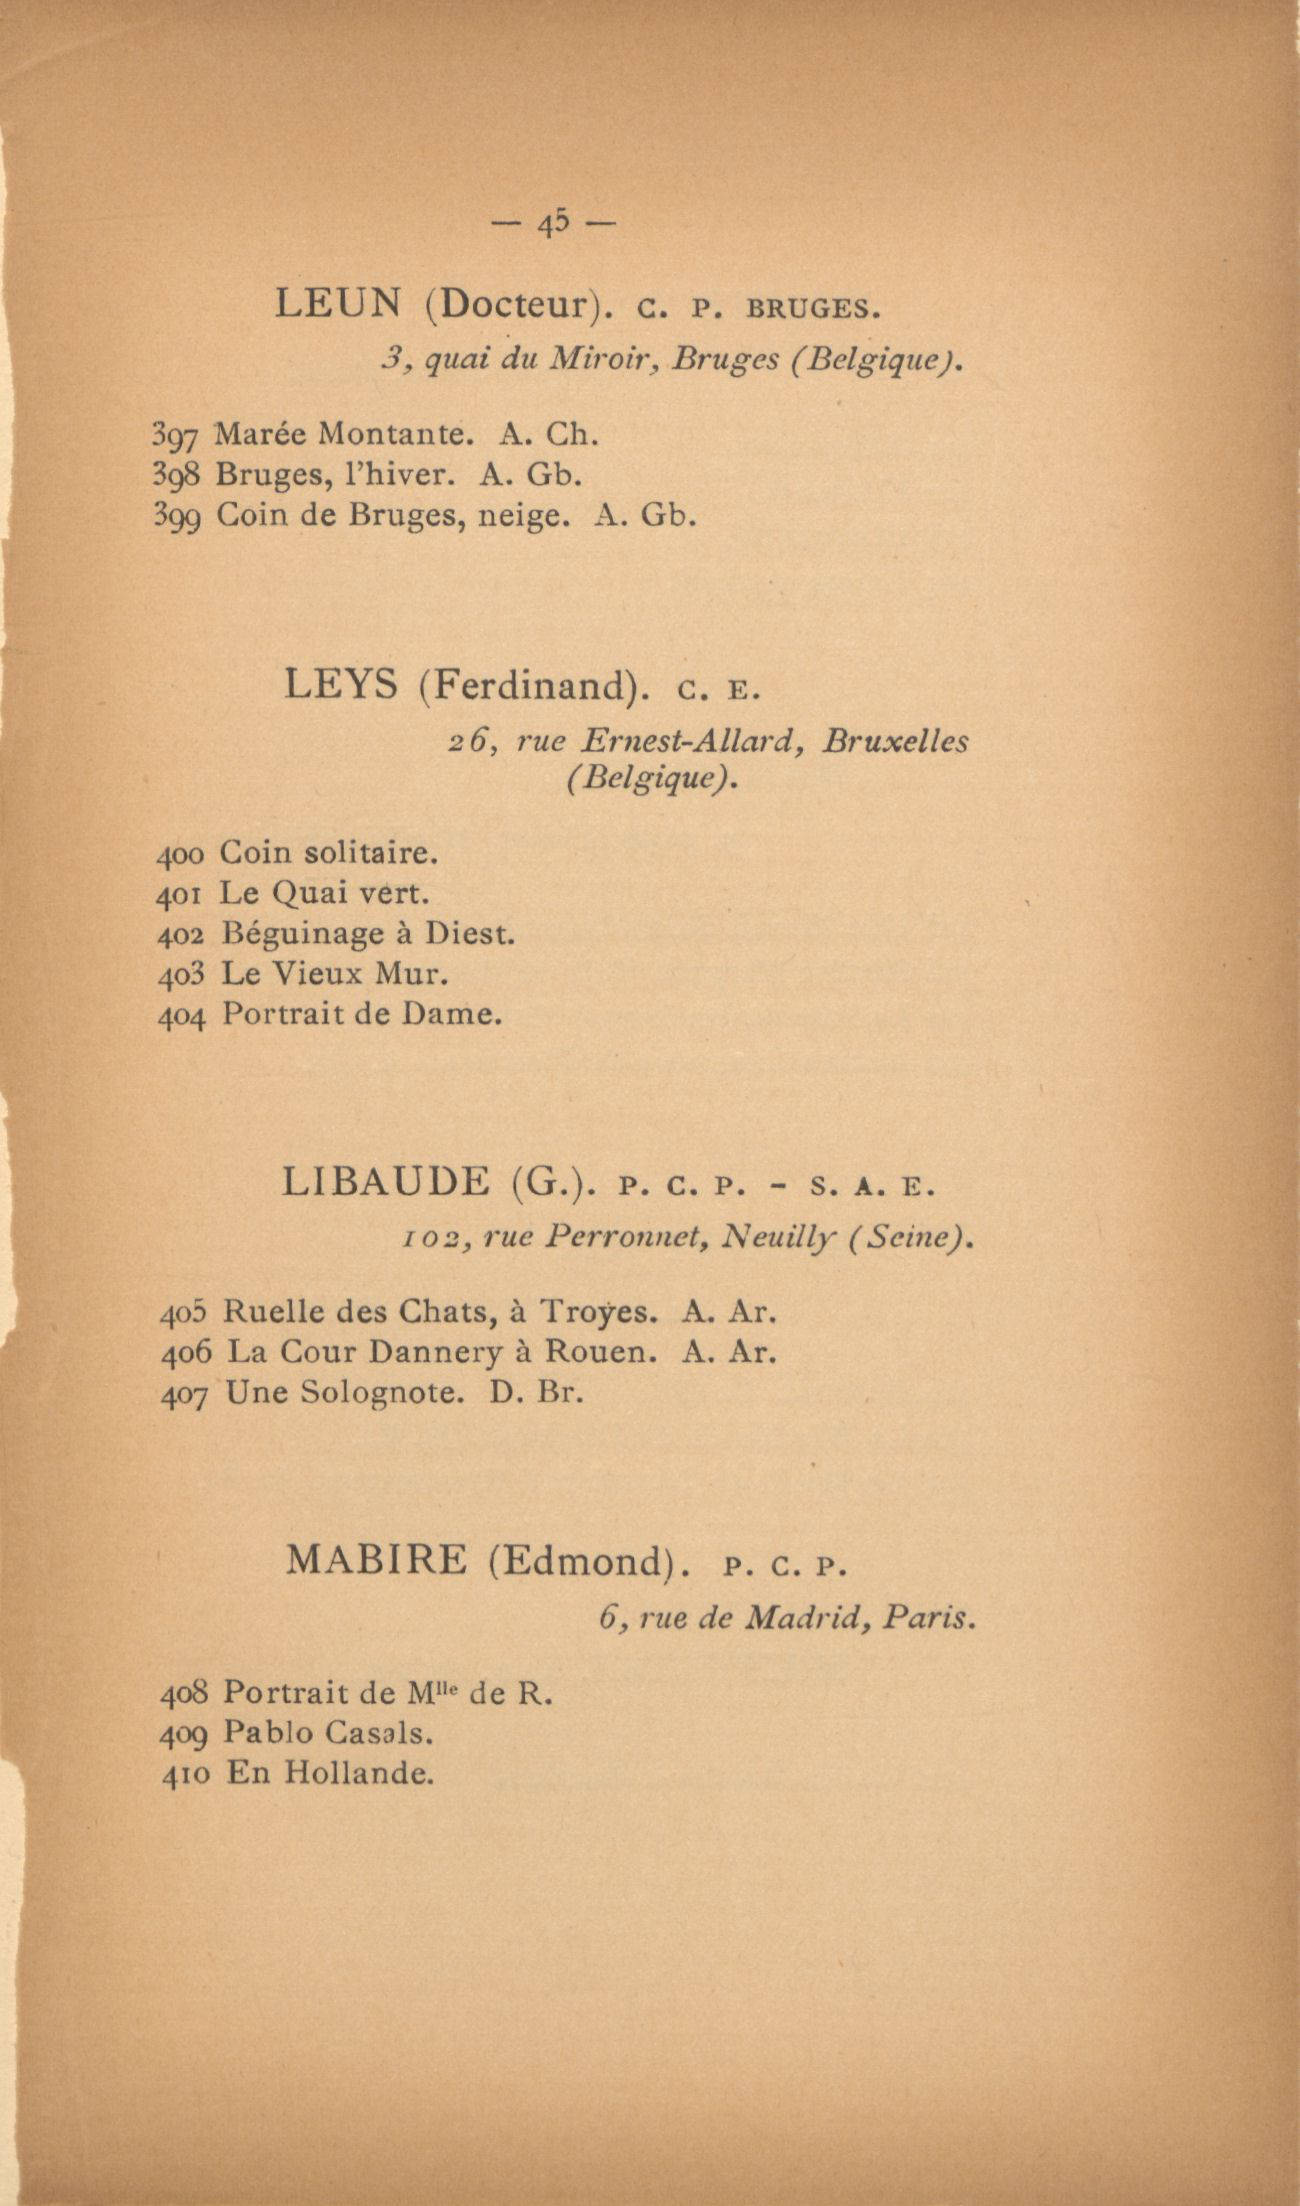 — 45 —
LEUN (Docteur). C. P. BRUGES.
3, quai du Miroir, Bruges (Belgique).
397 Marée Montante. A. Ch.
398 Bruges, l'hiver. A. Gb.
399 Coin de Bruges, neige. A. Gb.
LEYS (Ferdinand). C. E.
26, rue Ernest-Allard, Bruxelles
(Belgique).
400 Coin solitaire.
401 Le Quai vert.
402 Béguinage à Diest.
403 Le Vieux Mur.
404 Portrait de Dame.
LIBAUDE (G.). P. C. P. - S. A. E.
102, rue Perronnet, Neuilly (Seine).
405 Ruelle des Chats, à Troyes. A. Ar.
406 La Cour Dannery à Rouen. A. Ar.
407 Une Solognote. D. Br.
MABIRE (Edmond). P. C. P.
6, rue de Madrid, Paris.
408 Portrait de Mlle de R.
409 Pablo Casals.
410 En Hollande.